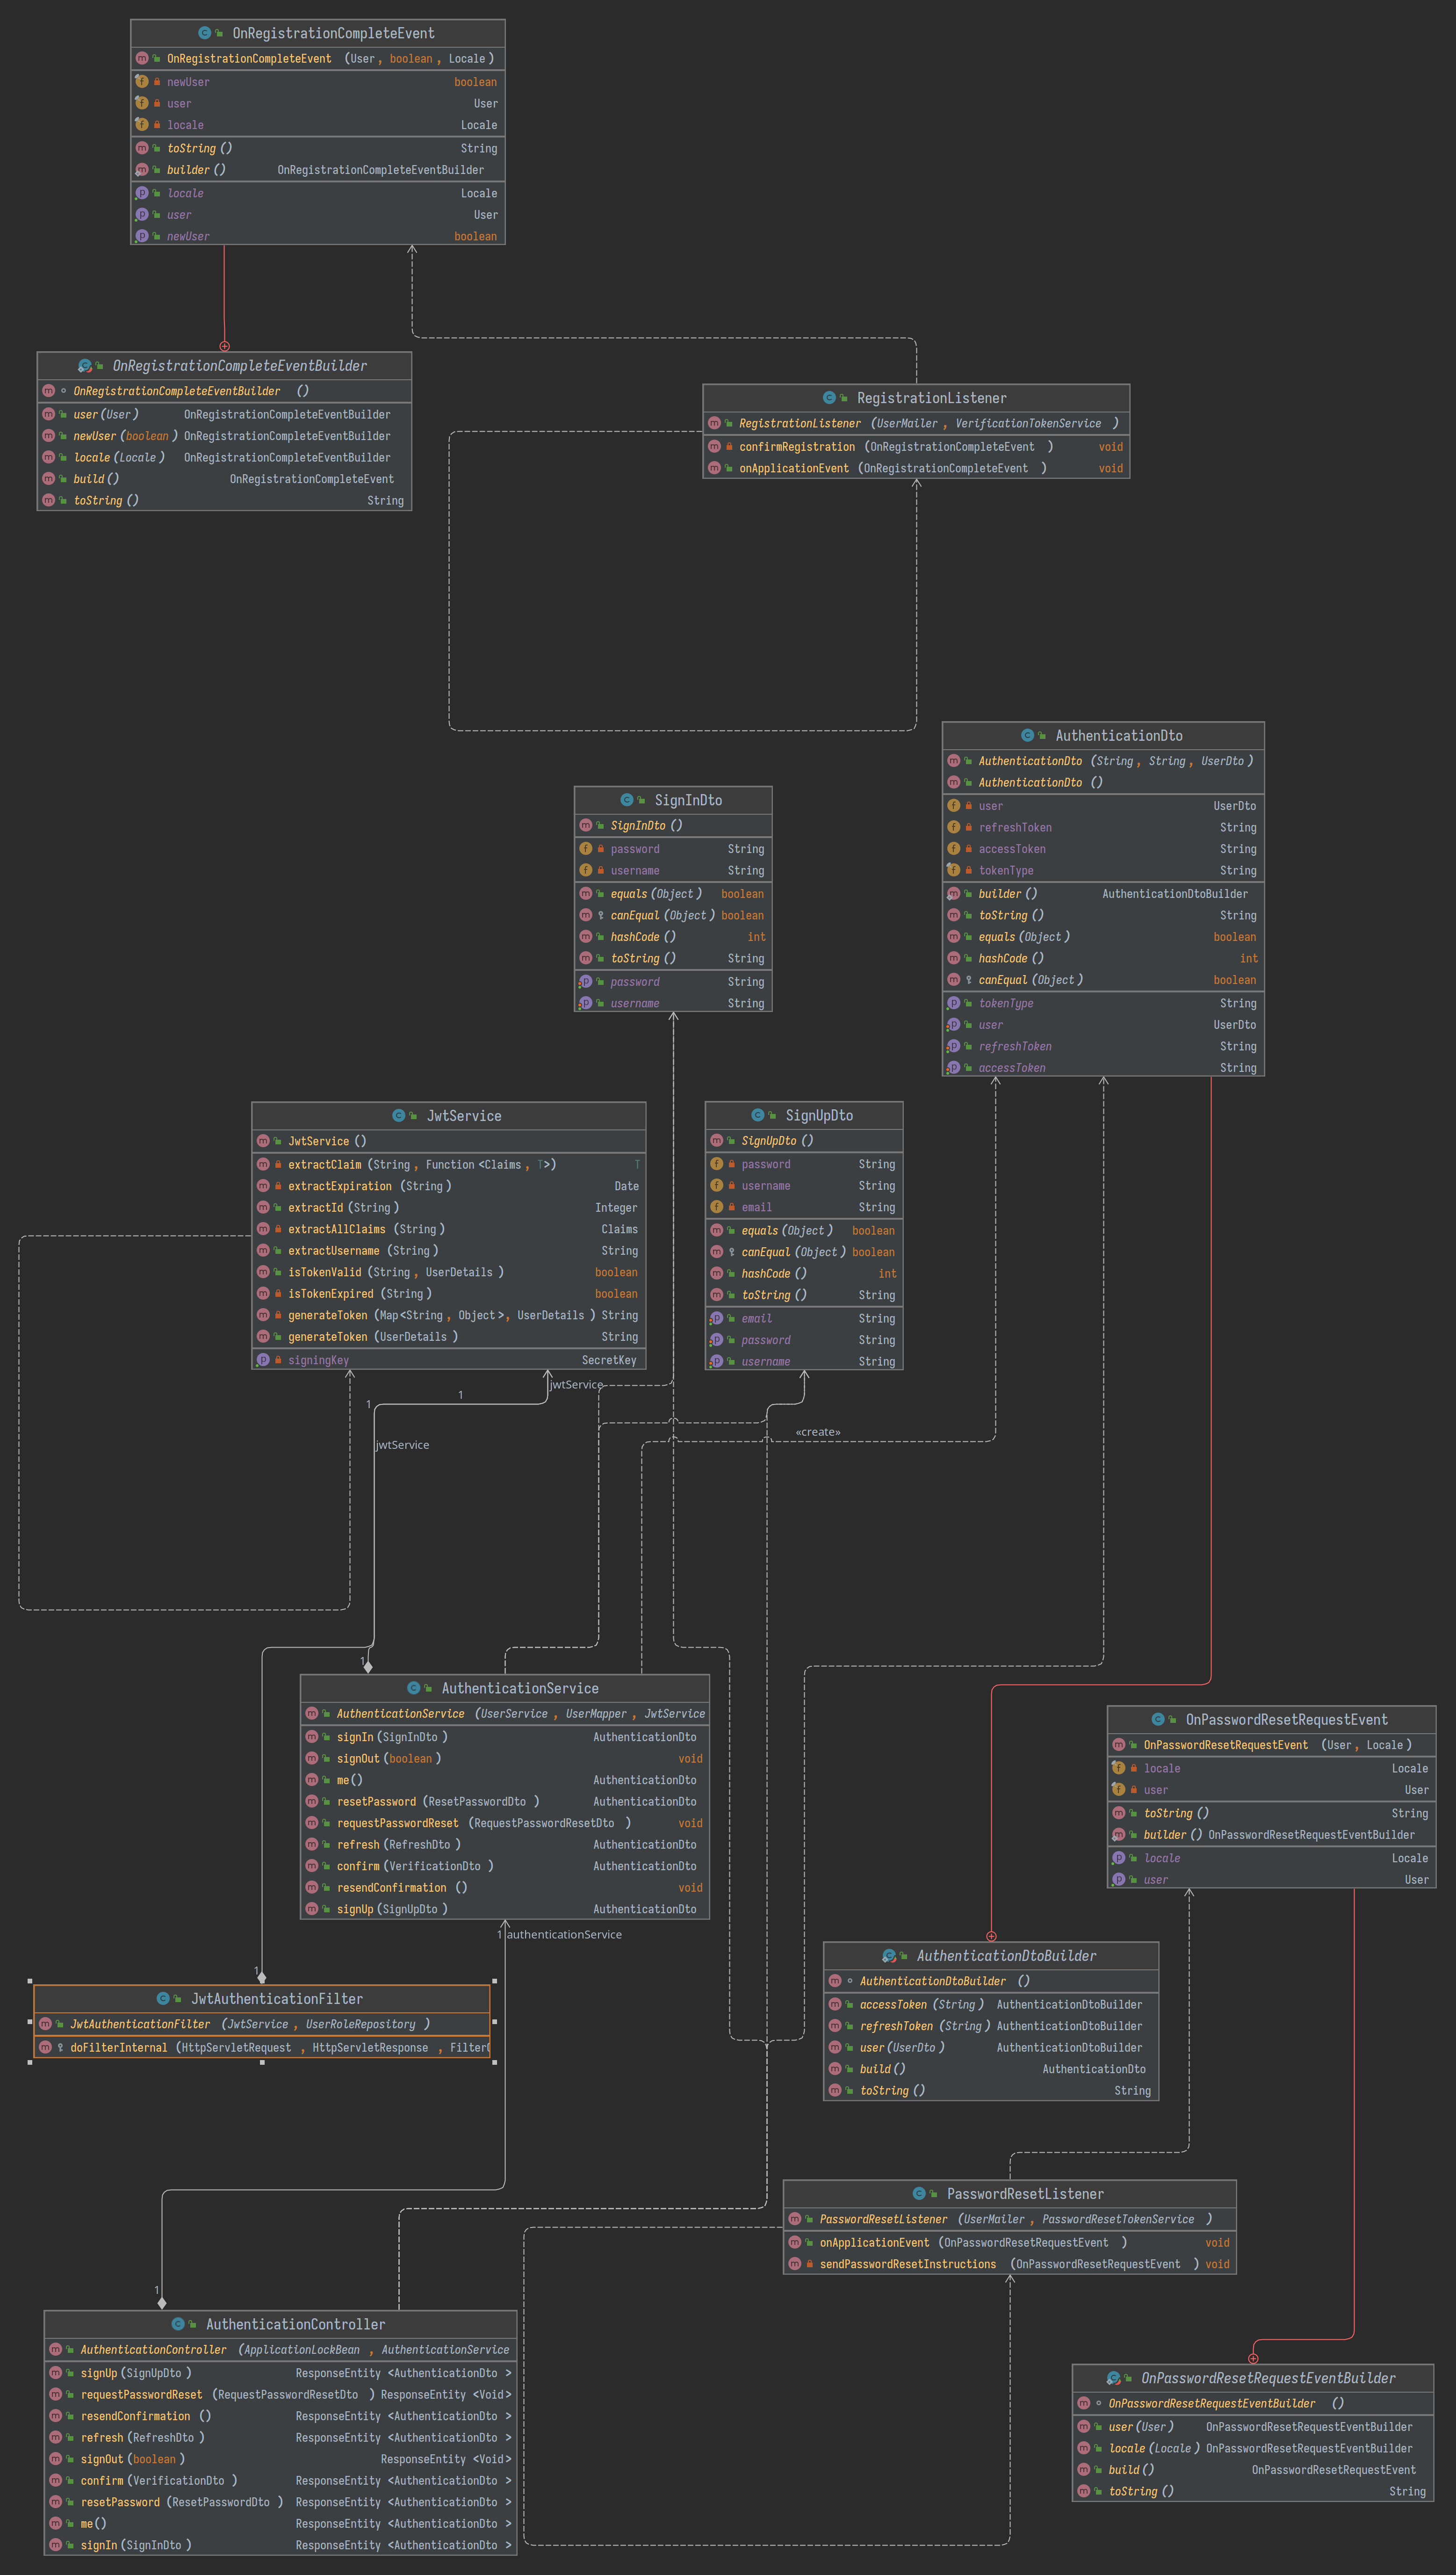 OnRegistrationCompleteEvent
OnRegistrationCompleteEvent (User, boolean, Locale)
newUser boolean
user User
locale Locale
toString() String
builder() OnRegistrationCompleteEventBuilder
locale Locale
user User
newUser boolean
OnRegistrationCompleteEventBuilder
OnRegistrationCompleteEventBuilder ()
user(User) OnRegistrationCompleteEventBuilder
newUser(boolean) OnRegistrationCompleteEventBuilder
locale(Locale) OnRegistrationCompleteEventBuilder
build() OnRegistrationCompleteEvent
toString() String
RegistrationListener
RegistrationListener (UserMailer, VerificationTokenService)
confirmRegistration (OnRegistrationCompleteEvent) void
onApplicationEvent (OnRegistrationCompleteEvent) void
AuthenticationDto
AuthenticationDto (String, String, UserDto)
AuthenticationDto ()
user UserDto
refreshToken String
accessToken String
tokenType String
builder() AuthenticationDtoBuilder
toString() String
equals(Object) boolean
hashCode() int
canEqual(Object) boolean
tokenType String
user UserDto
refreshToken String
accessToken String
SignInDto
SignInDto()
password String
username String
equals(Object) boolean
canEqual(Object) boolean
hashCode() int
toString() String
password String
username String
JwtService
JwtService()
extractClaim (String, Function<Claims, T>) T
extractExpiration (String) Date
extractId(String) Integer
extractAllClaims (String) Claims
extractUsername (String) String
isTokenValid (String, UserDetails) boolean
isTokenExpired (String) boolean
generateToken (Map<String, Object>, UserDetails) String
generateToken (UserDetails) String
signingKey SecretKey
SignUpDto
SignUpDto()
password String
username String
email String
equals(Object) boolean
canEqual(Object) boolean
hashCode() int
toString() String
email String
password String
username String
jwtService
1
1
jwtService
«create»
1
AuthenticationService
AuthenticationService (UserService, UserMapper, JwtService
signIn(SignInDto) AuthenticationDto
signOut(boolean) void
me() AuthenticationDto
resetPassword (ResetPasswordDto) AuthenticationDto
requestPasswordReset (RequestPasswordResetDto) void
refresh(RefreshDto) AuthenticationDto
confirm(VerificationDto) AuthenticationDto
resendConfirmation () void
signUp(SignUpDto) AuthenticationDto
1 authenticationService
OnPasswordResetRequestEvent
OnPasswordResetRequestEvent (User, Locale)
locale Locale
user User
toString() String
builder() OnPasswordResetRequestEventBuilder
locale Locale
user User
AuthenticationDtoBuilder
AuthenticationDtoBuilder ()
accessToken(String) AuthenticationDtoBuilder
refreshToken(String) AuthenticationDtoBuilder
user(UserDto) AuthenticationDtoBuilder
build() AuthenticationDto
toString() String
1
JwtAuthenticationFilter
JwtAuthenticationFilter (JwtService, UserRoleRepository)
doFilterInternal (HttpServletRequest, HttpServletResponse, Filter
PasswordResetListener
PasswordResetListener (UserMailer, PasswordResetTokenService)
onApplicationEvent (OnPasswordResetRequestEvent) void
sendPasswordResetInstructions (OnPasswordResetRequestEvent) void
1
AuthenticationController
AuthenticationController (ApplicationLockBean, AuthenticationService
signUp(SignUpDto) ResponseEntity<AuthenticationDto>
requestPasswordReset (RequestPasswordResetDto) ResponseEntity<Void>
resendConfirmation () ResponseEntity<AuthenticationDto>
refresh(RefreshDto) ResponseEntity<AuthenticationDto>
signOut(boolean) ResponseEntity<Void>
confirm(VerificationDto) ResponseEntity<AuthenticationDto>
resetPassword (ResetPasswordDto) ResponseEntity<AuthenticationDto>
me() ResponseEntity<AuthenticationDto>
signIn(SignInDto) ResponseEntity<AuthenticationDto>
OnPasswordResetRequestEventBuilder
OnPasswordResetRequestEventBuilder ()
user(User) OnPasswordResetRequestEventBuilder
locale(Locale) OnPasswordResetRequestEventBuilder
build() OnPasswordResetRequestEvent
toString() String